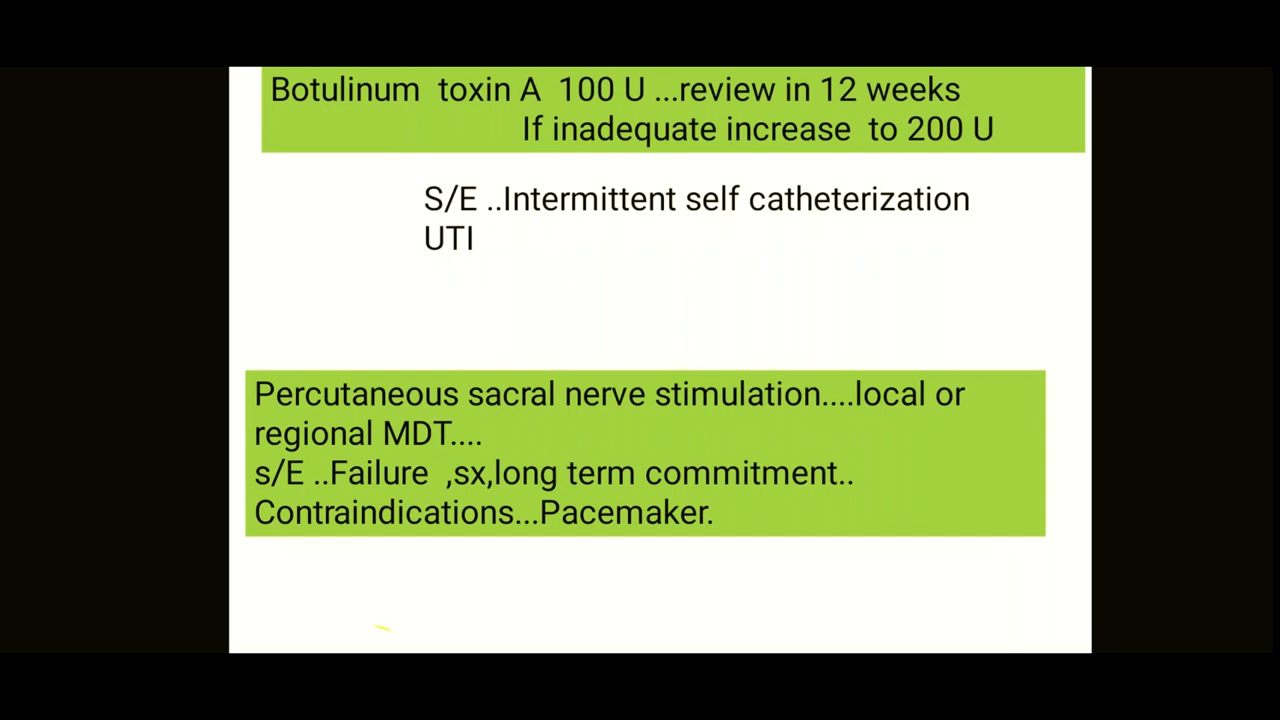 Botulinum toxin A 100 U ...review in 12 weeks
If inadequate increase to 200 U
S/E ..Intermittent self catheterization
UTI
Percutaneous sacral nerve stimulation....local or
regional MDT....
s/E ..Failure ,sx,long term commitment..
Contraindications...Pacemaker.